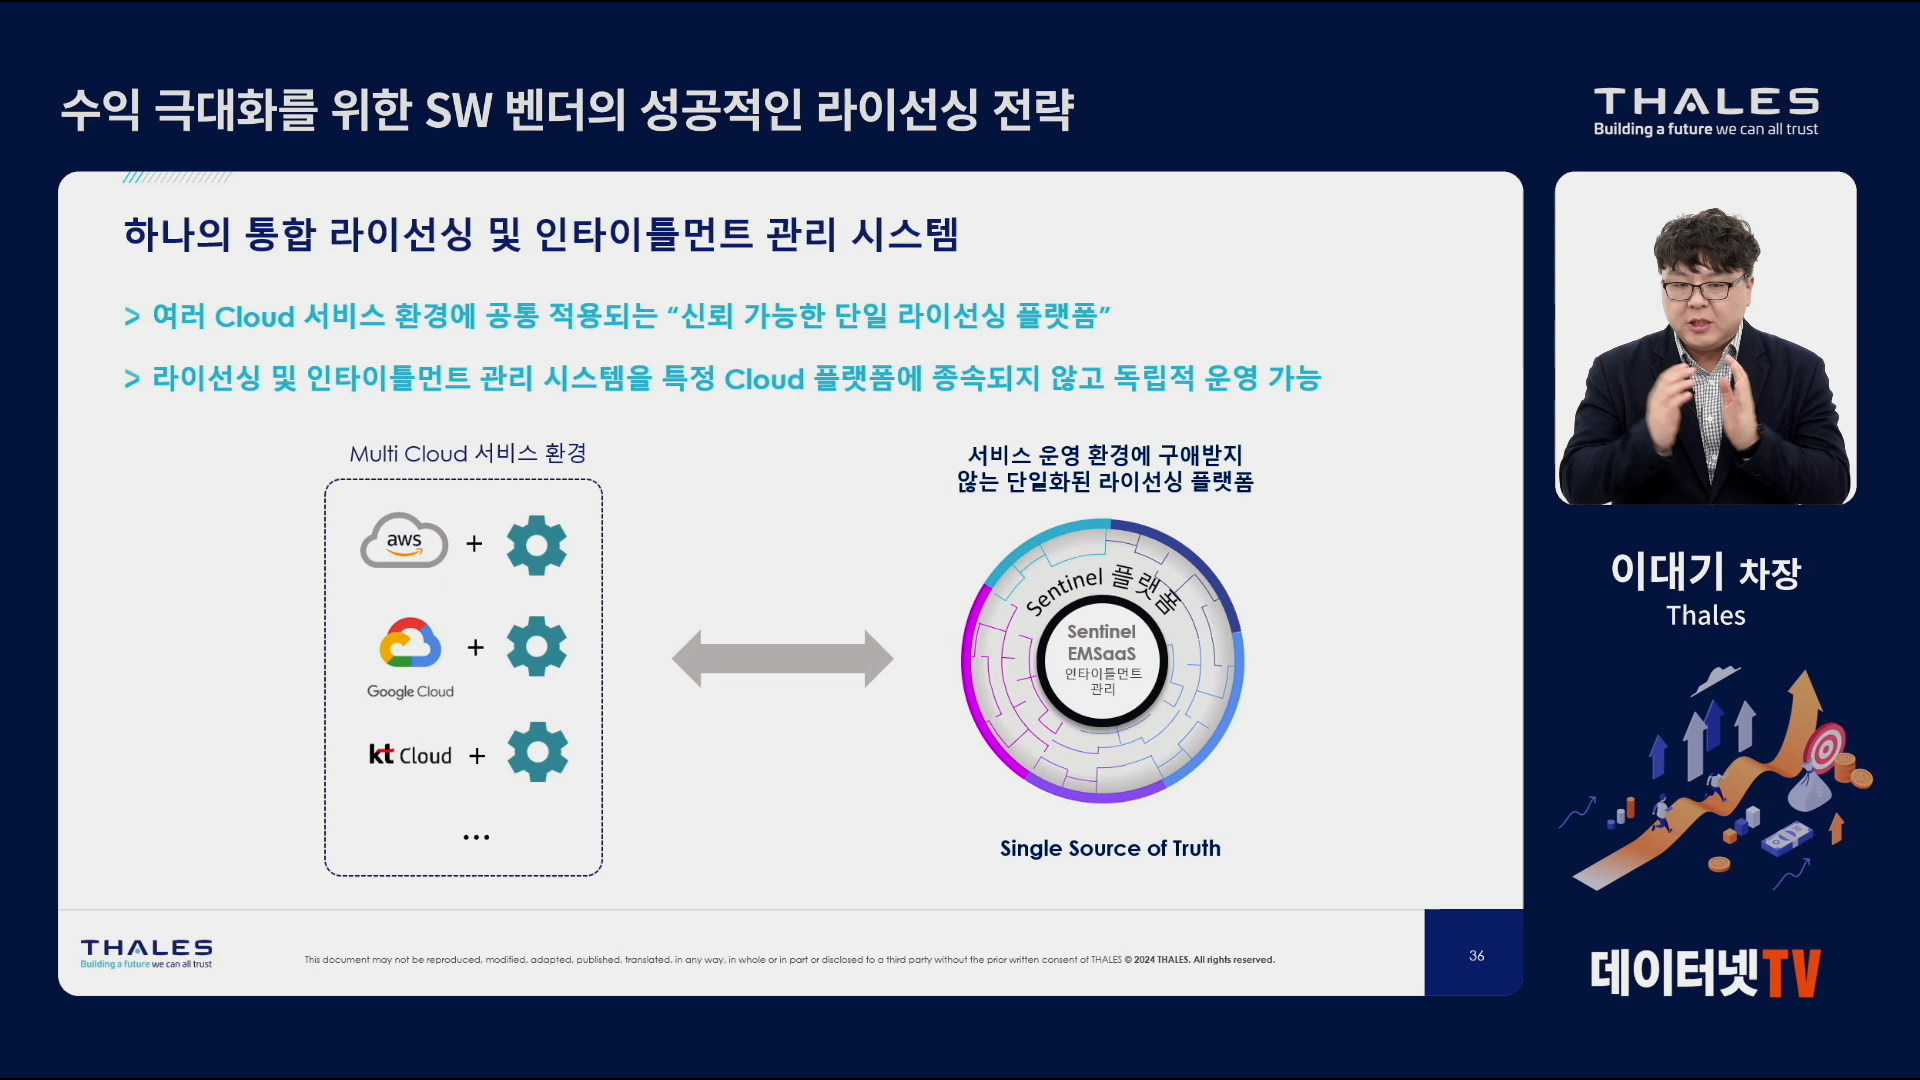 수익 극대화를 위한 SW 벤더의 성공적인 라이선싱 전략
THALES
Building a future we can all trust
하나의 통합 라이선싱 및 인타이틀먼트 관리 시스템
> 여러 Cloud 서비스 환경에 공통 적용되는 “신뢰 가능한 단일 라이선싱 플랫폼”
> 라이선싱 및 인타이틀먼트 관리 시스템을 특정 Cloud 플랫폼에 종속되지 않고 독립적 운영 가능
Multi Cloud 서비스 환경
aws +
+
Google Cloud
kt Cloud +
...
서비스 운영 환경에 구애받지
않는 단일화된 라이선싱 플랫폼
Sentinel 플랫폼
Sentinel
EMSaaS
인타이틀먼트
관리
Single Source of Truth
THALES
Building a future we can all trust
This document may not be reproduced, modified, adapted, published, translated, in any way, in whole or in part or disclosed to a third party without the prior written consent of THALES © 2024 THALES. All rights reserved.
36
이대기 차장
Thales
데이터넷TV